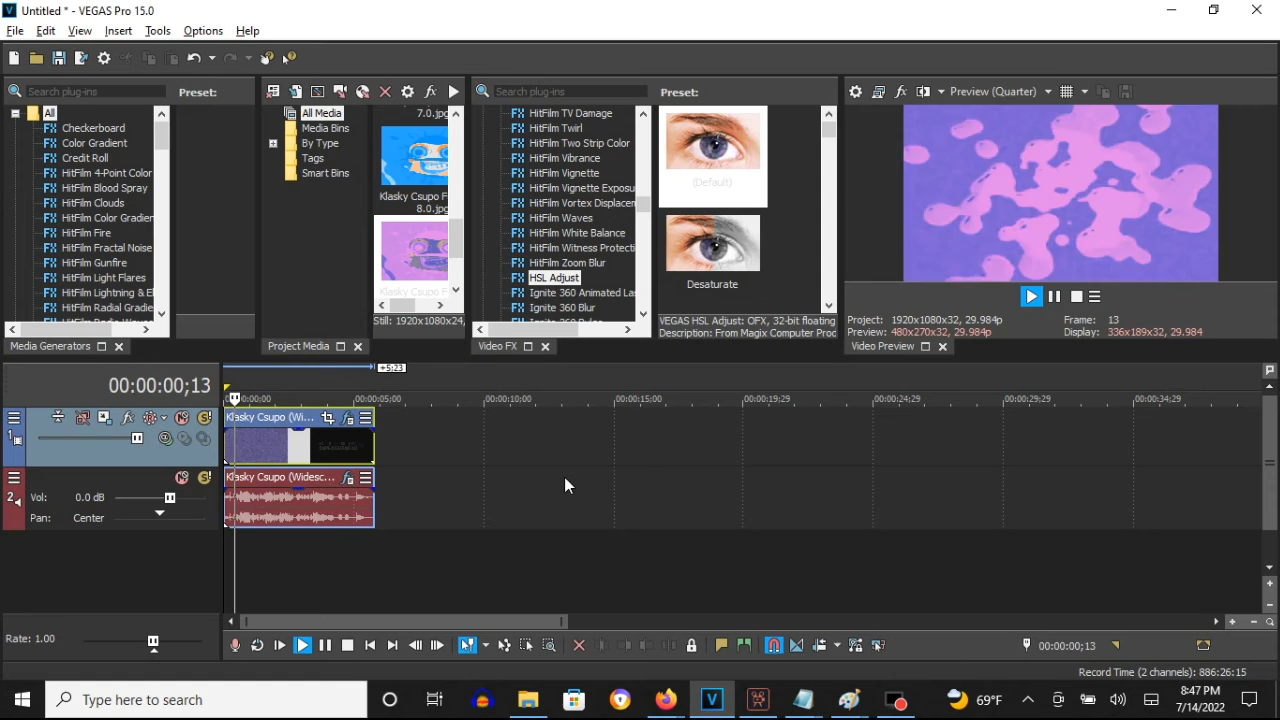 Untitled * - VEGAS Pro 15.0
File Edit View Insert Tools Options Help
Search plug-ins
Preset:
All
Checkerboard
Color Gradient
Credit Roll
HitFilm 4-Point Color
HitFilm Blood Spray
HitFilm Clouds
HitFilm Color Gradien
HitFilm Fire
HitFilm Fractal Noise
HitFilm Gunfire
HitFilm Light Flares
HitFilm Lightning & El
HitFilm Radial Gradie
Media Generators
All Media
Media Bins
By Type
Tags
Smart Bins
7.0.jpg
Klasky Csupo F
8.0.jpg
Klasky Csupo F
Still: 1920x1080x24,
Project Media
Search plug-ins
Preset:
HitFilm TV Damage
HitFilm Twirl
HitFilm Two Strip Color
HitFilm Vibrance
HitFilm Vignette
HitFilm Vignette Exposu
HitFilm Vortex Displacen
HitFilm Waves
HitFilm White Balance
HitFilm Witness Protecti
HitFilm Zoom Blur
HSL Adjust
Ignite 360 Animated Las
Ignite 360 Blur
(Default)
Desaturate
VEGAS HSL Adjust: OFX, 32-bit floating
Description: From Magix Computer Prod
Video FX
Preview (Quarter)
Project: 1920x1080x32, 29.984p
Frame: 13
Preview: 480x270x32, 29.984p
Display: 336x189x32, 29.984
Video Preview
+5:23
00:00:00;13
00:00:05;00
00:00:10;00
00:00:15;00
00:00:19;29
00:00:24;29
00:00:29;29
00:00:34;29
1
Klasky Csupo (Wi...
2
Klasky Csupo (Widesc...
Vol: 0.0 dB
Pan: Center
Rate: 1.00
00:00:00;13
Record Time (2 channels): 886:26:15
Type here to search
69°F
8:47 PM
7/14/2022